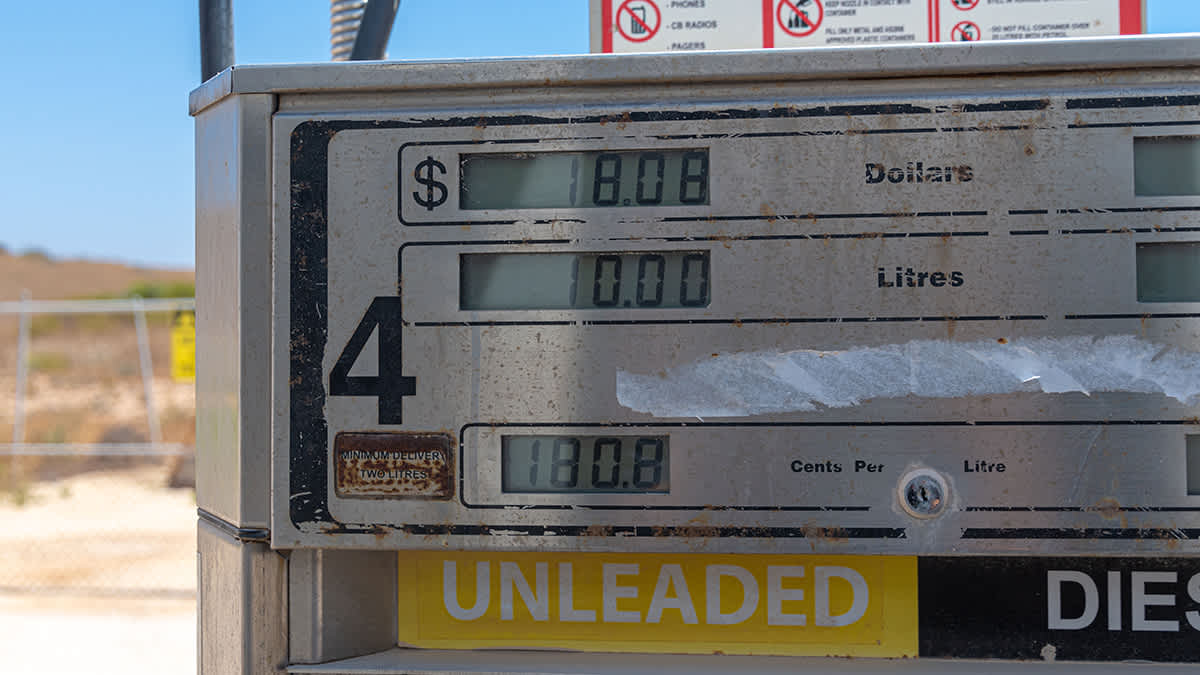 - PHONES
- CB RADIOS
- PAGERS
KEEP NOZZLE IN CONTACT WITH
CONTAINER
FILL ONLY METAL AND
APPROVED PLASTIC CONTAINERS
- DO NOT FILL CONTAINER OVER
25 LITRES WITH PETROL.
$ 18.08 Dollars
10.00 Litres
4
MINIMUM DELIVERY
TWO LITRES
180.8 Cents Per Litre
UNLEADED
DIES